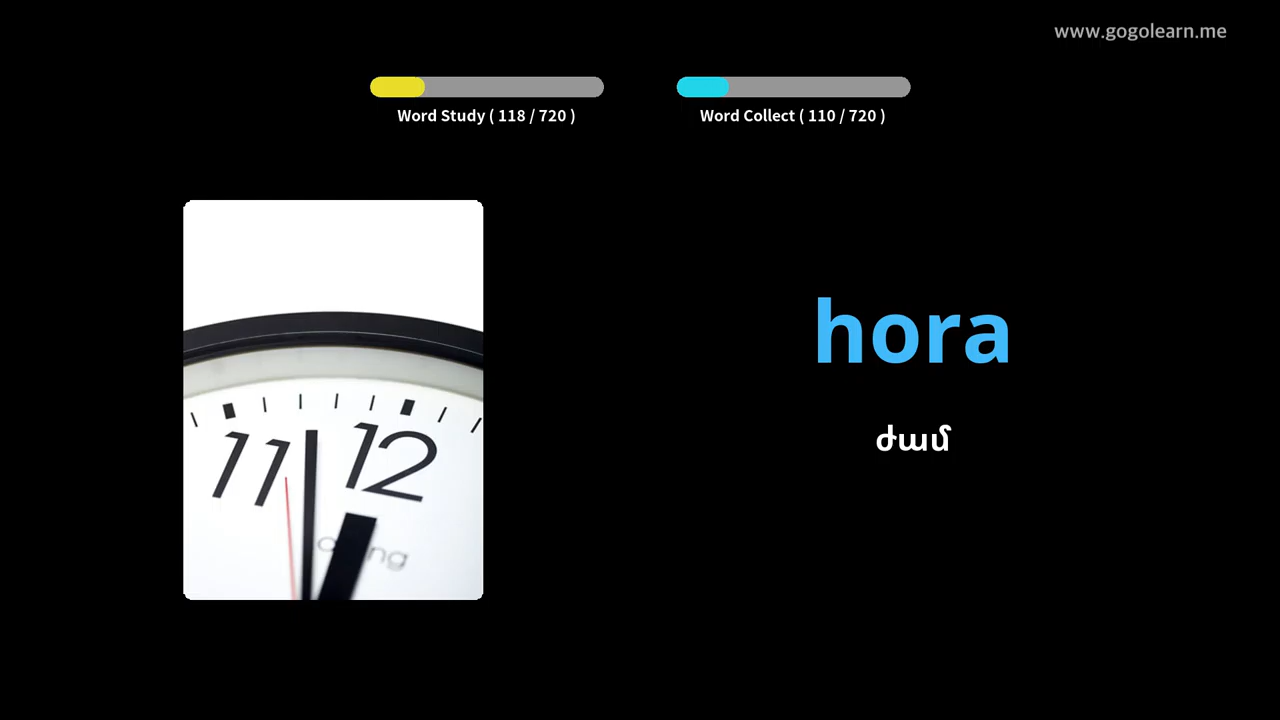 www.gogolearn.me
Word Study ( 118 / 720 )
Word Collect ( 110 / 720 )
11
12
hora
ժամ